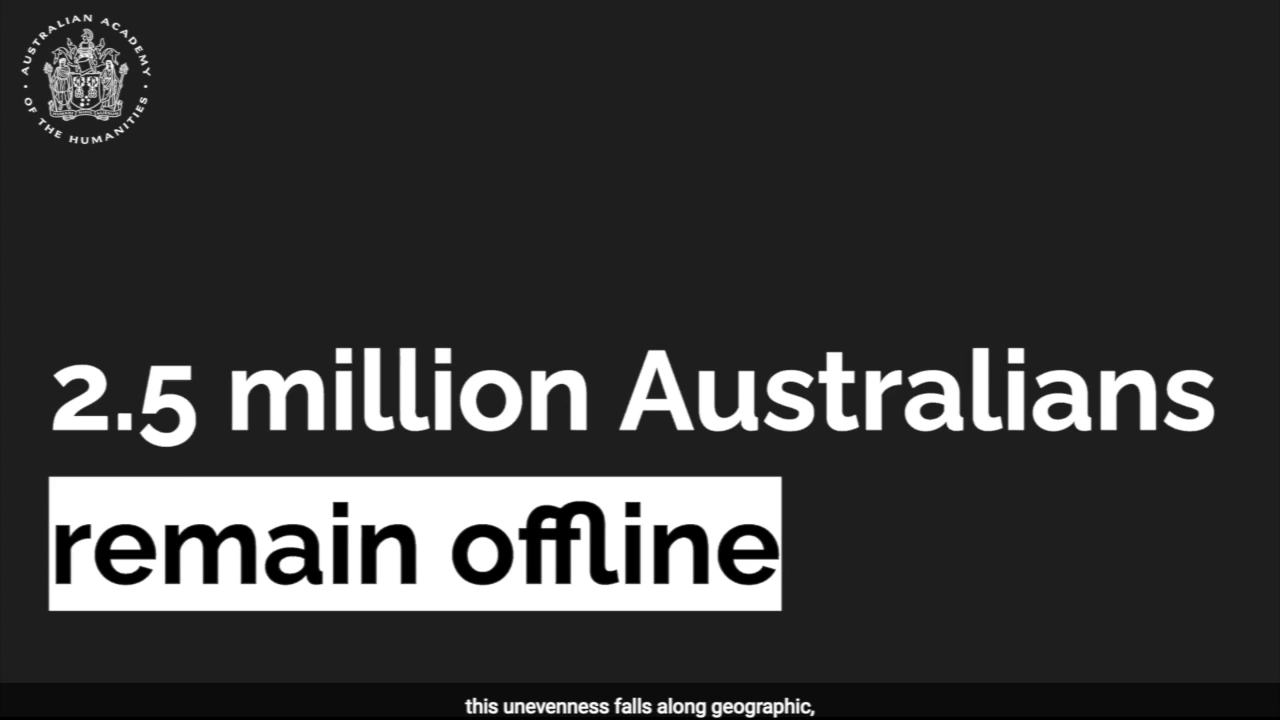 AUSTRALIAN ACADEMY
OF THE HUMANITIES
2.5 million Australians
remain offline
this unevenness falls along geographic,